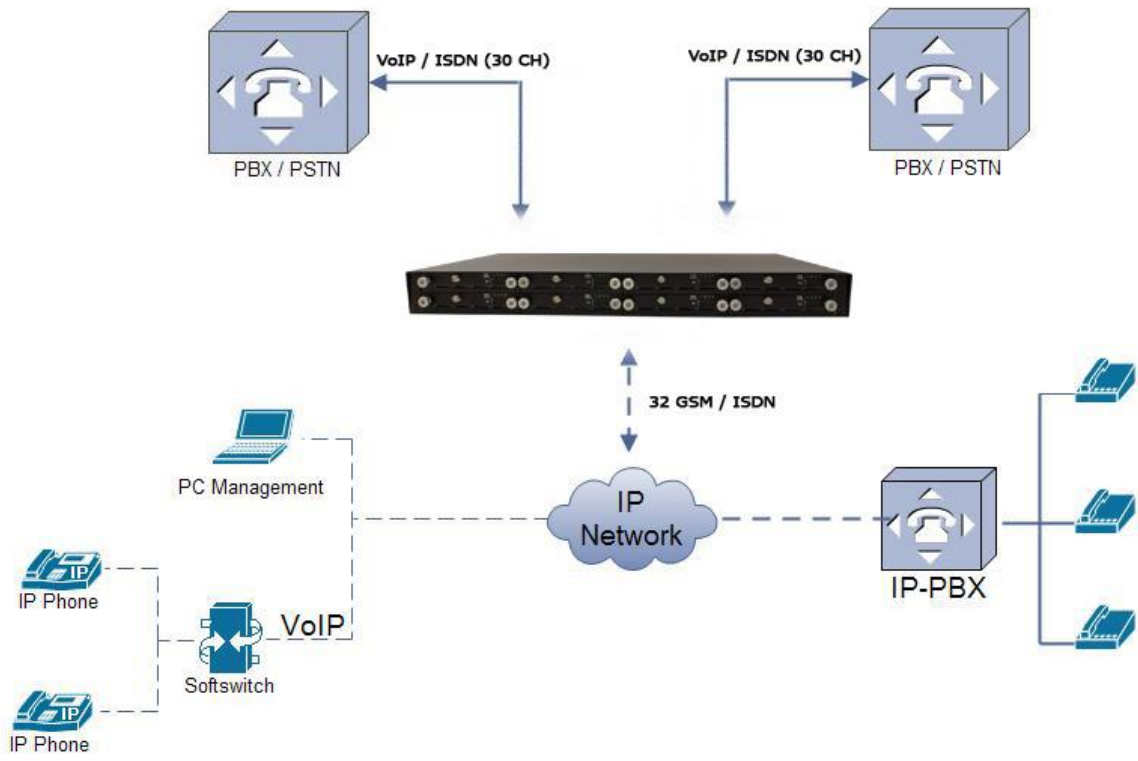 VoIP / ISDN (30 CH)
VoIP / ISDN (30 CH)
PBX / PSTN
PBX / PSTN
32 GSM / ISDN
PC Management
IP
Network
IP-PBX
IP
IP Phone
VoIP
Softswitch
IP
IP Phone